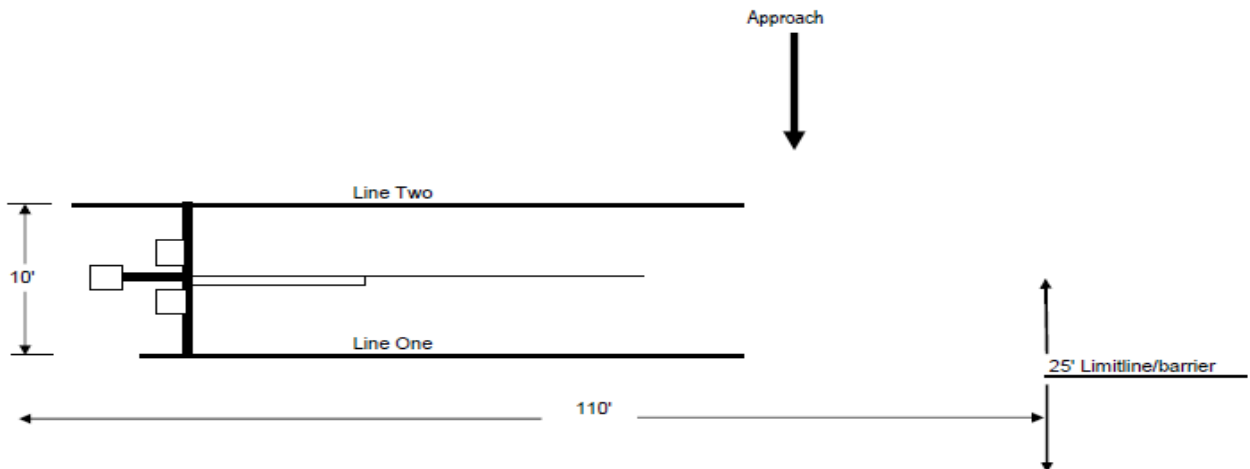 Approach
Line Two
10'
Line One
25' Limitline/barrier
110'